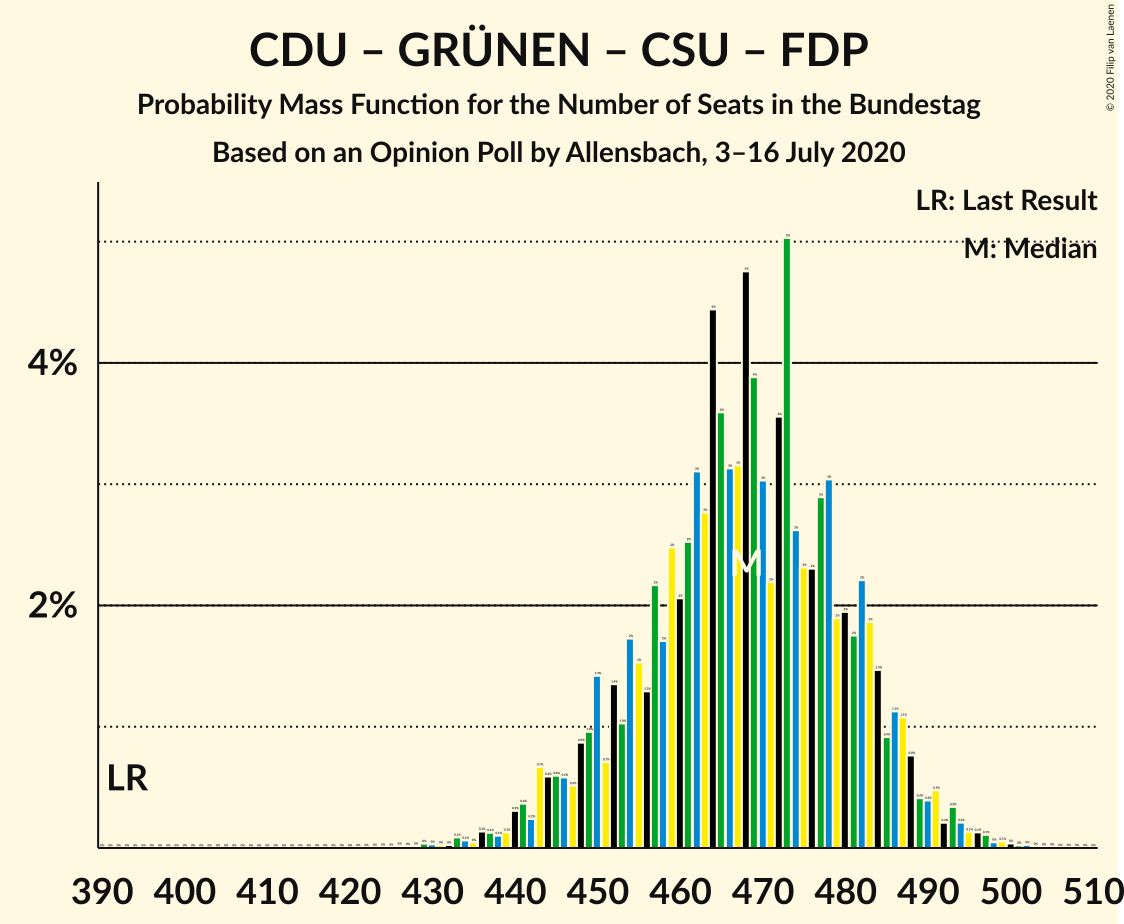 CDU – GRÜNEN – CSU – FDP
Probability Mass Function for the Number of Seats in the Bundestag
Based on an Opinion Poll by Allensbach, 3–16 July 2020
© 2020 Filip van Laenen
LR: Last Result
M: Median
4%
2%
M
LR
390 400 410 420 430 440 450 460 470 480 490 500 510